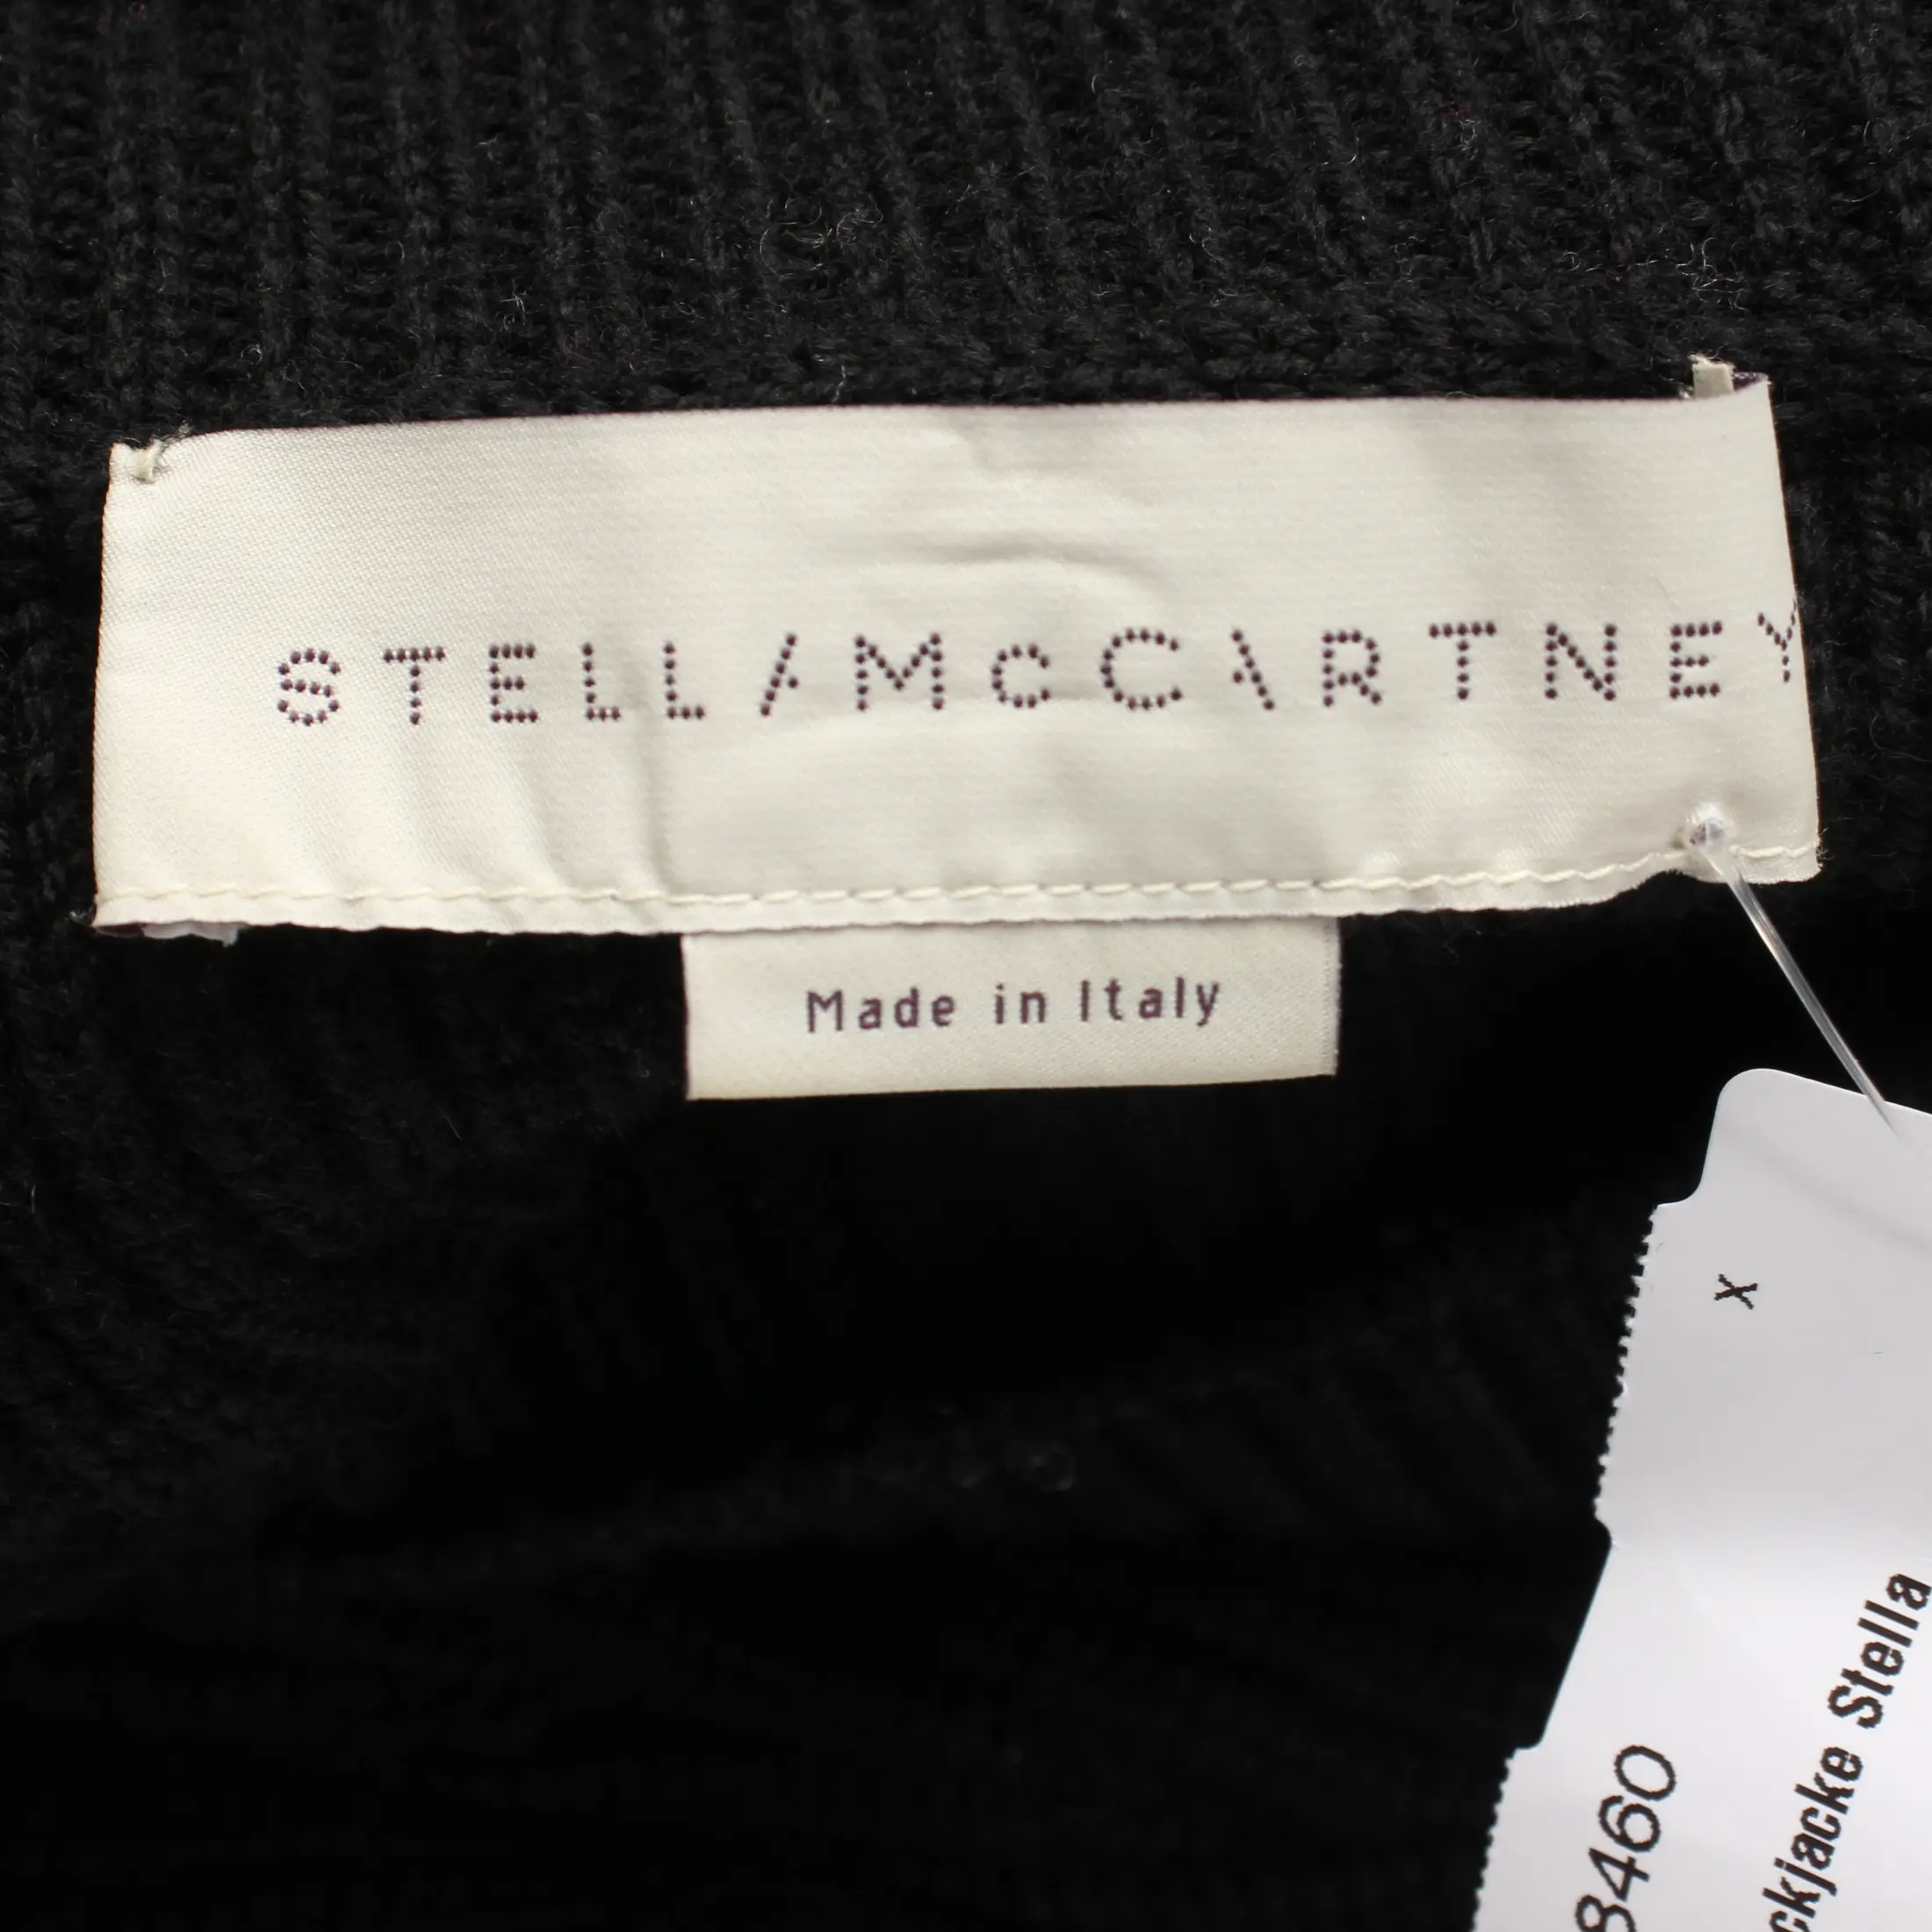 STELLA McCARTNEY
Made in Italy
x
8460
ckjacke Stella